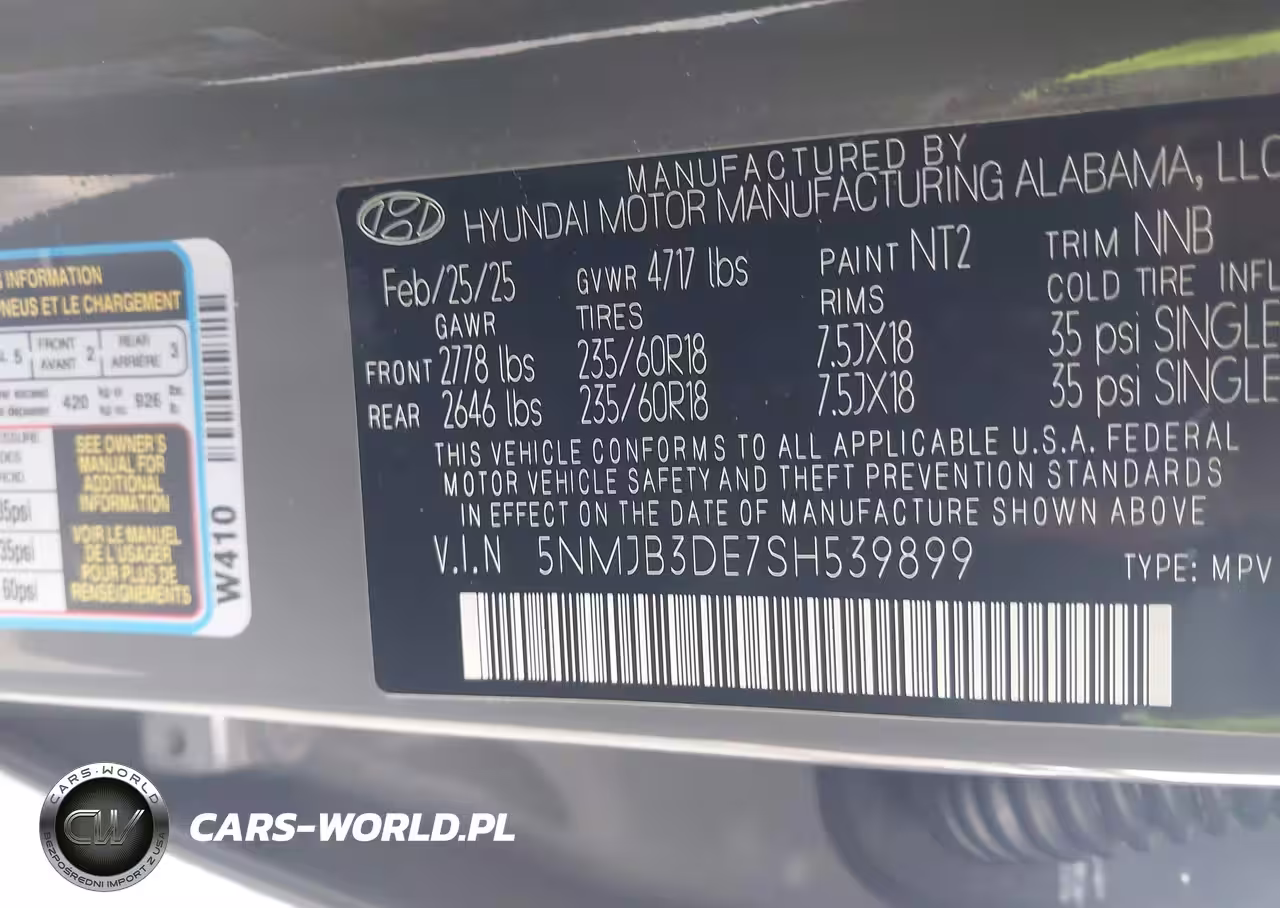 MANUFACTURED BY
HYUNDAI MOTOR MANUFACTURING ALABAMA, LLC
Feb/25/25 GVWR 4717 lbs PAINT NT2 TRIM NNB
GAWR TIRES RIMS COLD TIRE INFL
FRONT 2778 lbs 235/60R18 7.5JX18 35 psi SINGLE
REAR 2646 lbs 235/60R18 7.5JX18 35 psi SINGLE
THIS VEHICLE CONFORMS TO ALL APPLICABLE U.S.A. FEDERAL
MOTOR VEHICLE SAFETY AND THEFT PREVENTION STANDARDS
IN EFFECT ON THE DATE OF MANUFACTURE SHOWN ABOVE
V.I.N 5NMJB3DE7SH539899 TYPE: MPV
INFORMATION
PNEUS ET LE CHARGEMENT
5 FRONT AVANT 2 REAR ARRIÈRE 3
420 926
SEE OWNER'S
MANUAL FOR
ADDITIONAL
INFORMATION
VOIR LE MANUEL
DE L'USAGER
POUR PLUS DE
RENSEIGNEMENTS
35psi
35psi
60psi
W410
CARS-WORLD
CW
BEZPOŚREDNI IMPORT Z USA
CARS-WORLD.PL